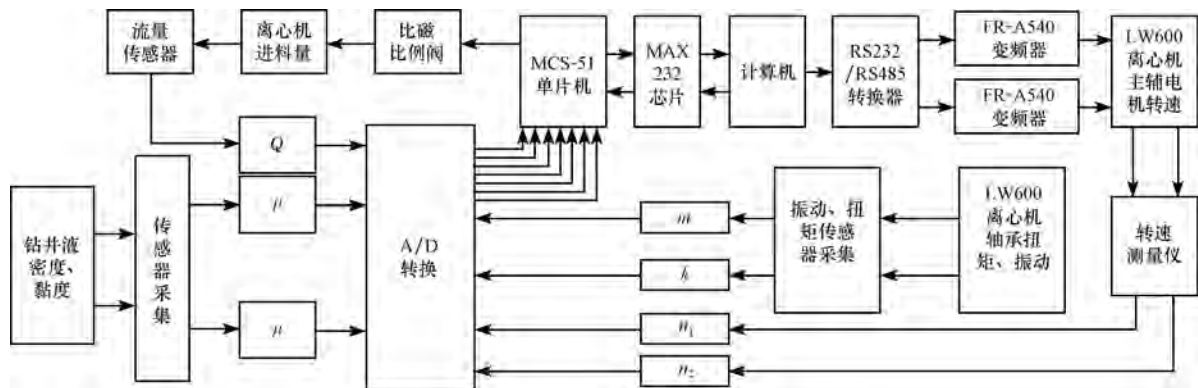 流量
传感器
离心机
进料量
比磁
比例阀
MCS-51
单片机
MAX
232
芯片
计算机
RS232
/RS485
转换器
FR-A540
变频器
FR-A540
变频器
LW600
离心机
主辅电
机转速
Q
μ
μ
钻井液
密度、
黏度
传
感
器
采
集
A/D
转换
m
k
n₁
n₂
振动、扭
矩传感
器采集
LW600
离心机
轴承扭
矩、振动
转速
测量仪